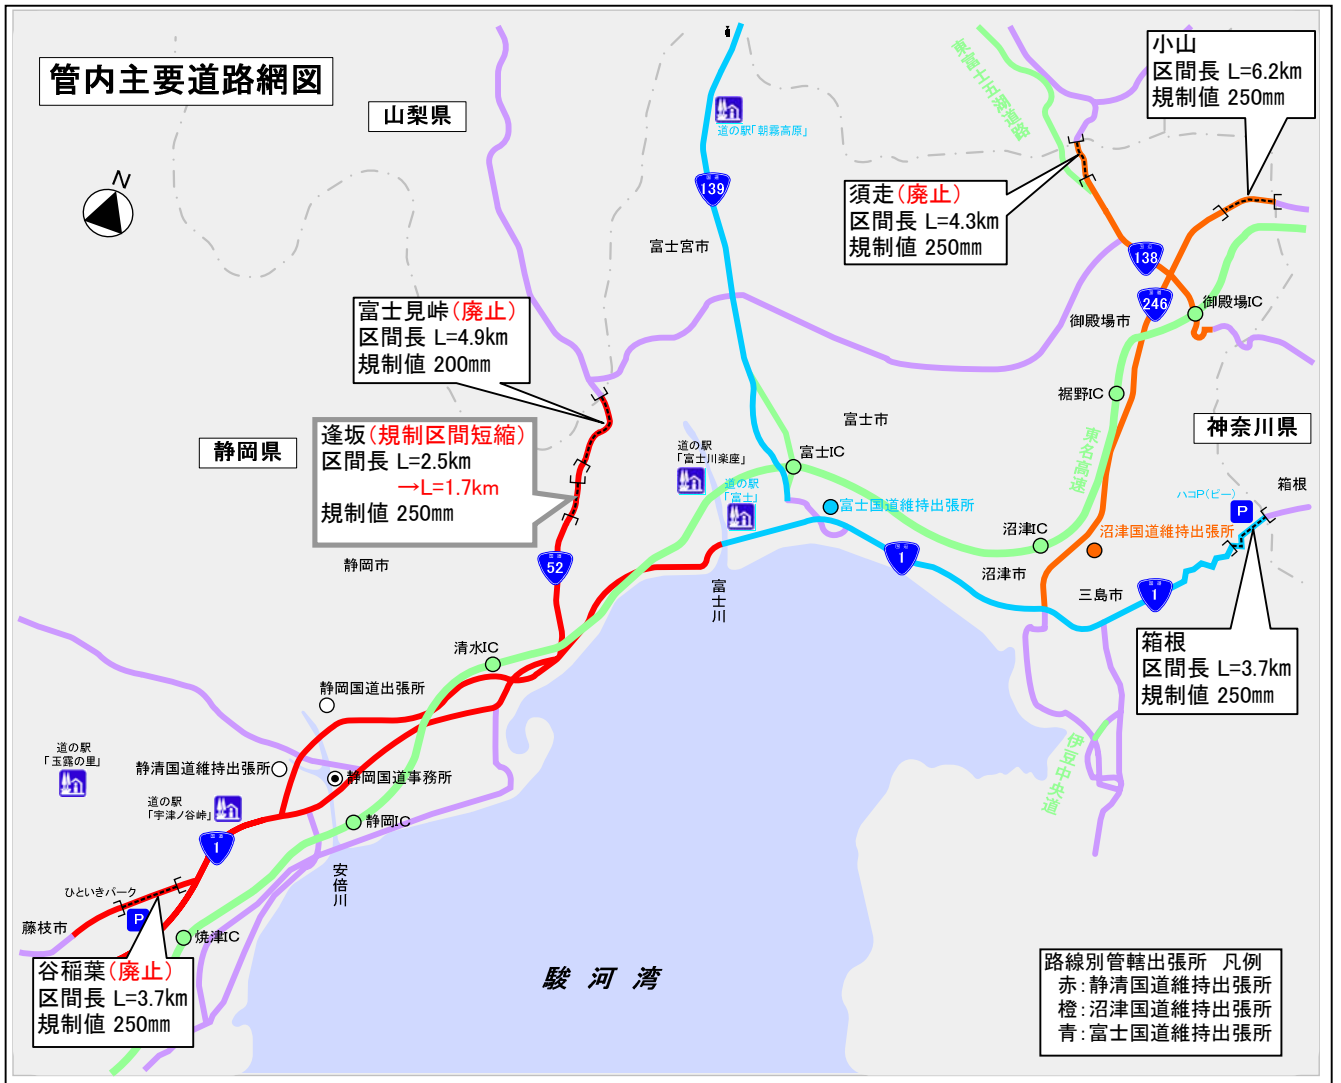 管内主要道路網図
山梨県
N
道の駅「朝霧高原」
国道
139
富士宮市
東富士五湖道路
小山
区間長 L=6.2km
規制値 250mm
須走(廃止)
区間長 L=4.3km
規制値 250mm
国道
138
国道
246
御殿場IC
御殿場市
富士見峠(廃止)
区間長 L=4.9km
規制値 200mm
裾野IC
逢坂(規制区間短縮)
区間長 L=2.5km
→L=1.7km
規制値 250mm
静岡県
富士市
神奈川県
東名高速
道の駅
「富士川楽座」
富士IC
道の駅
「富士」
富士国道維持出張所
ハコP(ピー)
箱根
P
沼津IC
沼津国道維持出張所
国道
52
国道
1
静岡市
沼津市
富士川
三島市
国道
1
箱根
区間長 L=3.7km
規制値 250mm
清水IC
静岡国道出張所
道の駅
「玉露の里」
静清国道維持出張所
静岡国道事務所
伊豆中央道
道の駅
「宇津ノ谷峠」
静岡IC
国道
1
安倍川
ひといきパーク
P
藤枝市
焼津IC
谷稲葉(廃止)
区間長 L=3.7km
規制値 250mm
駿河湾
路線別管轄出張所 凡例
赤:静清国道維持出張所
橙:沼津国道維持出張所
青:富士国道維持出張所